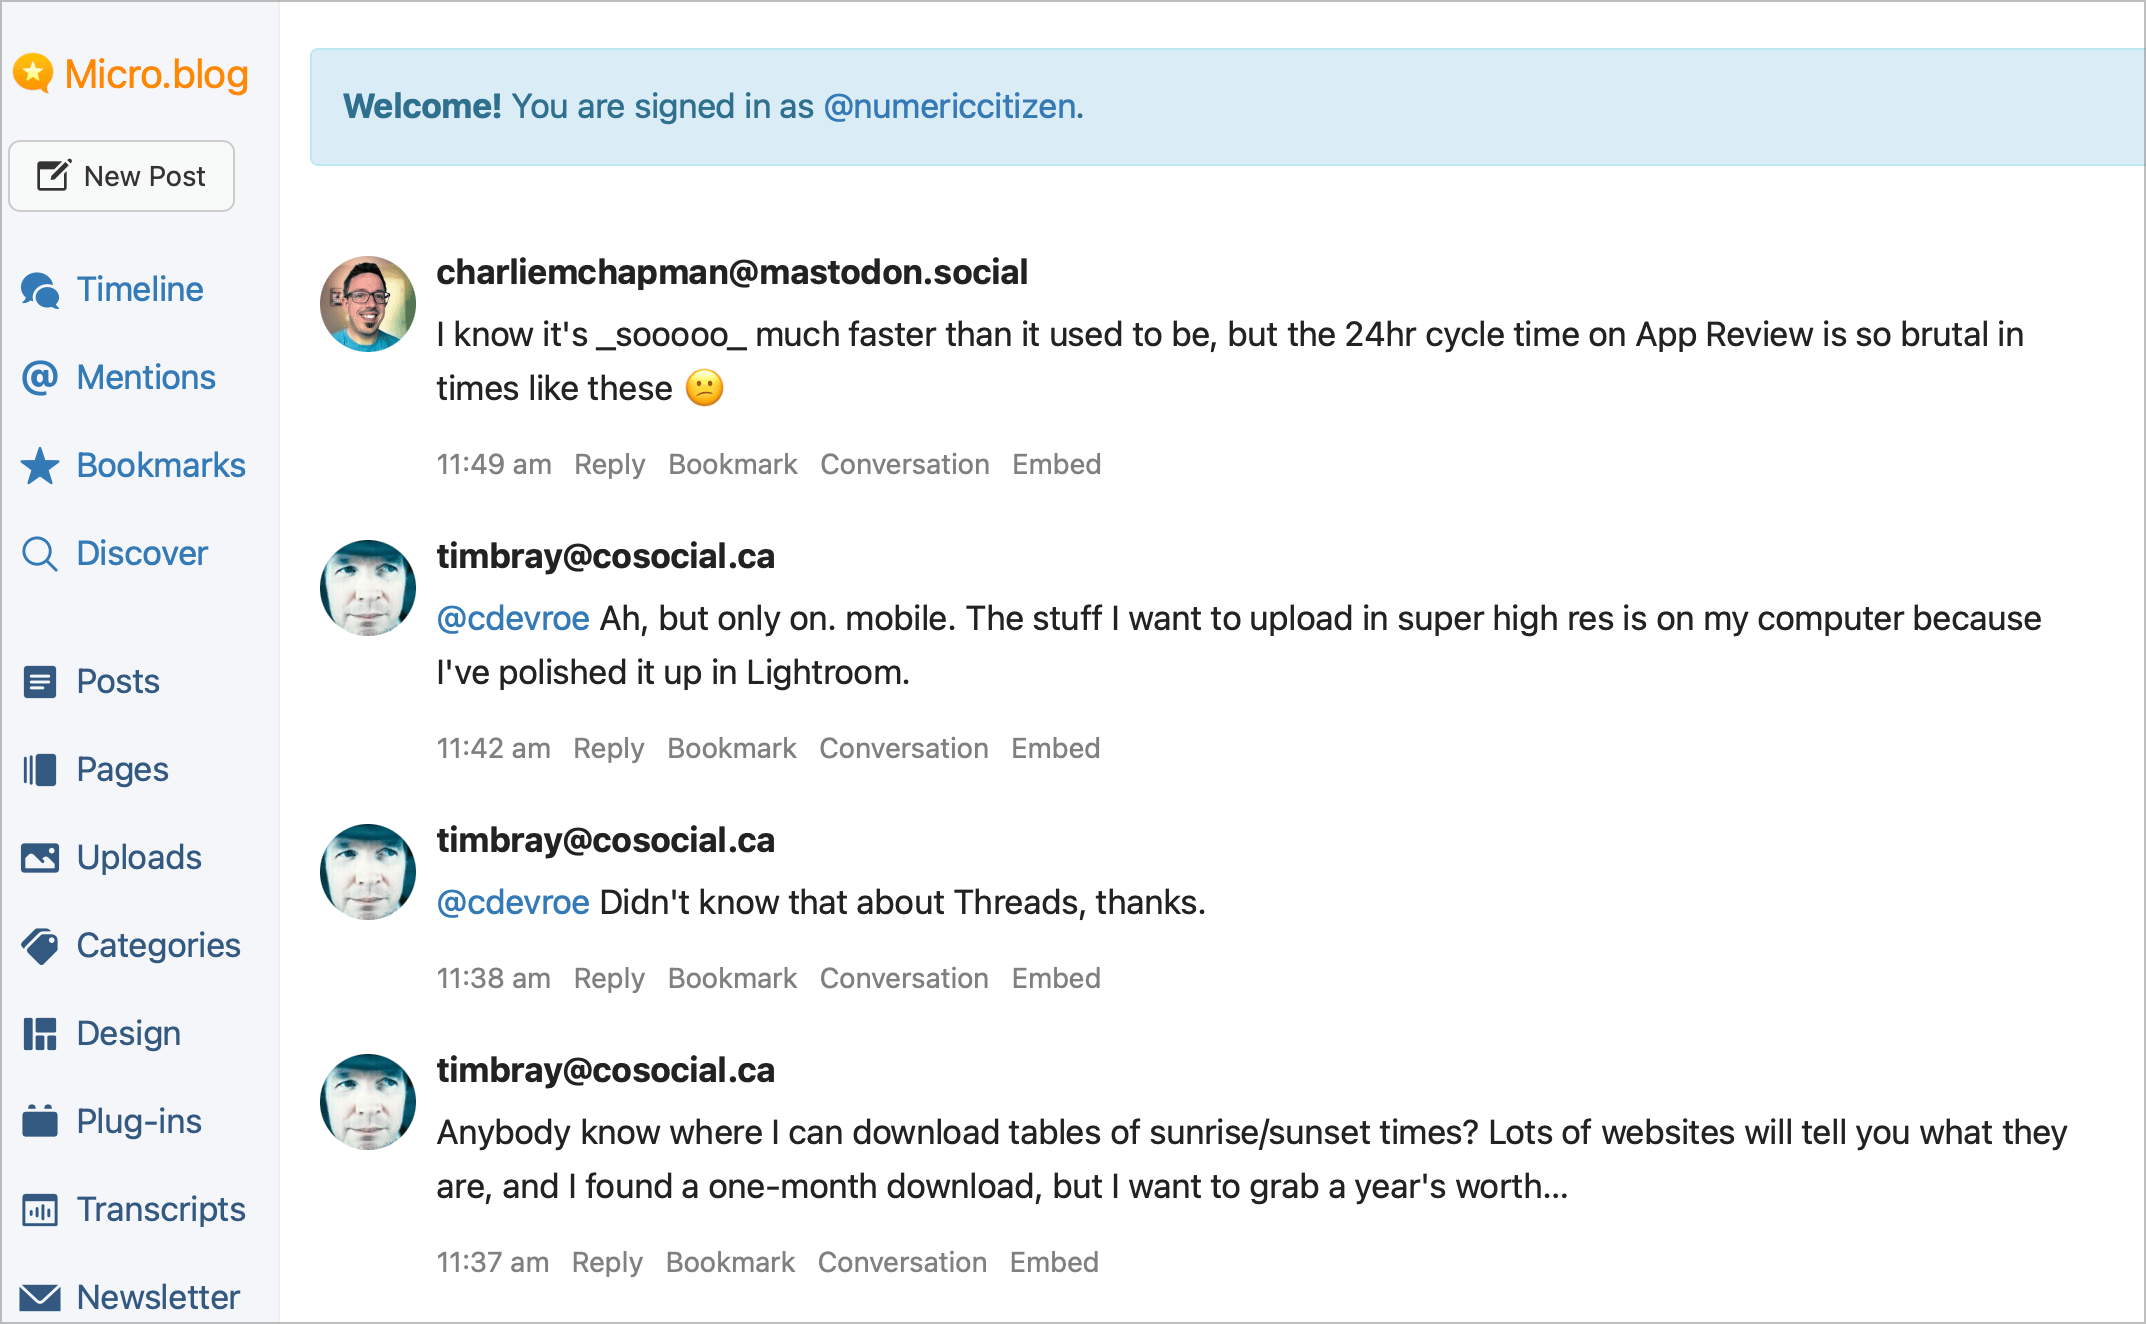 Micro.blog
New Post
Timeline
Mentions
Bookmarks
Discover
Posts
Pages
Uploads
Categories
Design
Plug-ins
Transcripts
Newsletter
Welcome! You are signed in as @numericcitizen.
charliemchapman@mastodon.social
I know it's _sooooo_ much faster than it used to be, but the 24hr cycle time on App Review is so brutal in
times like these 😕
11:49 am Reply Bookmark Conversation Embed
timbray@cosocial.ca
@cdevroe Ah, but only on. mobile. The stuff I want to upload in super high res is on my computer because
I've polished it up in Lightroom.
11:42 am Reply Bookmark Conversation Embed
timbray@cosocial.ca
@cdevroe Didn't know that about Threads, thanks.
11:38 am Reply Bookmark Conversation Embed
timbray@cosocial.ca
Anybody know where I can download tables of sunrise/sunset times? Lots of websites will tell you what they
are, and I found a one-month download, but I want to grab a year's worth...
11:37 am Reply Bookmark Conversation Embed